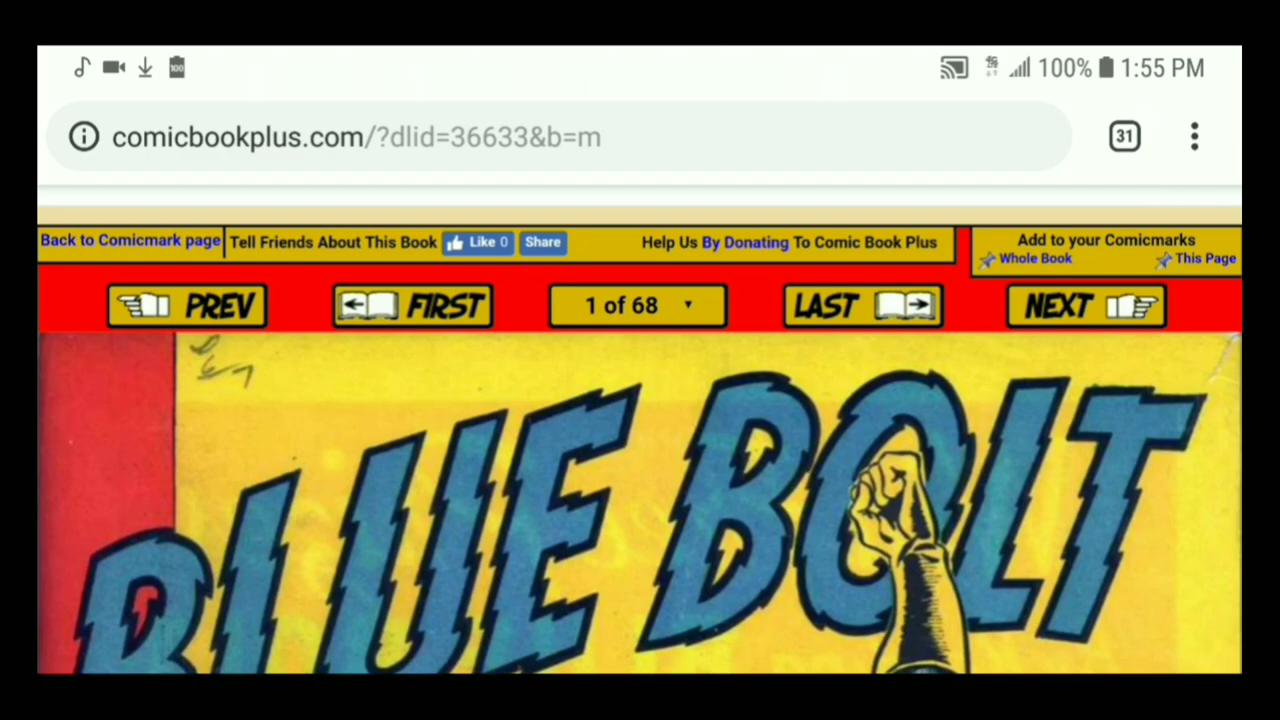 100 100% 1:55 PM
comicbookplus.com/?dlid=36633&b=m 31
Back to Comicmark page Tell Friends About This Book Like 0 Share Help Us By Donating To Comic Book Plus Add to your Comicmarks
Whole Book This Page
PREV FIRST 1 of 68 LAST NEXT
BLUE BOLT